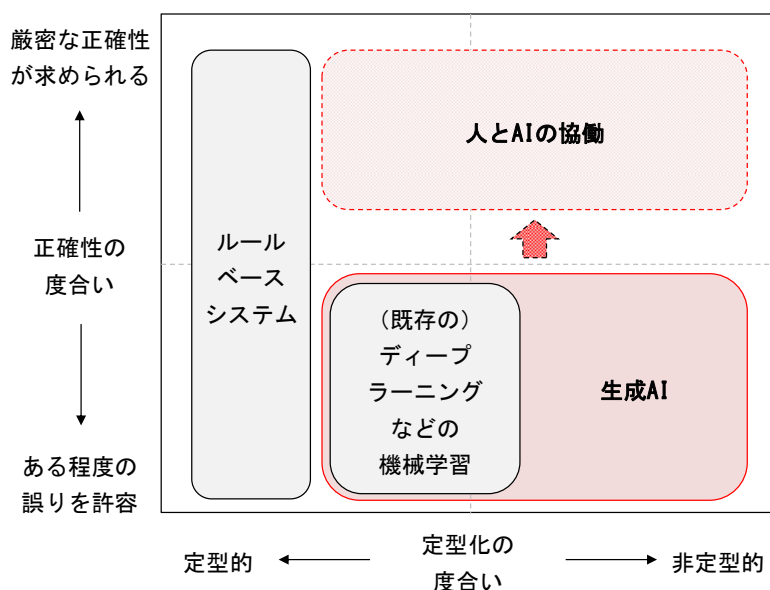 厳密な正確性
が求められる
正確性の
度合い
ある程度の
誤りを許容
ルール
ベース
システム
人とAIの協働
（既存の）
ディープ
ラーニング
などの
機械学習
生成AI
定型的
定型化の
度合い
非定型的